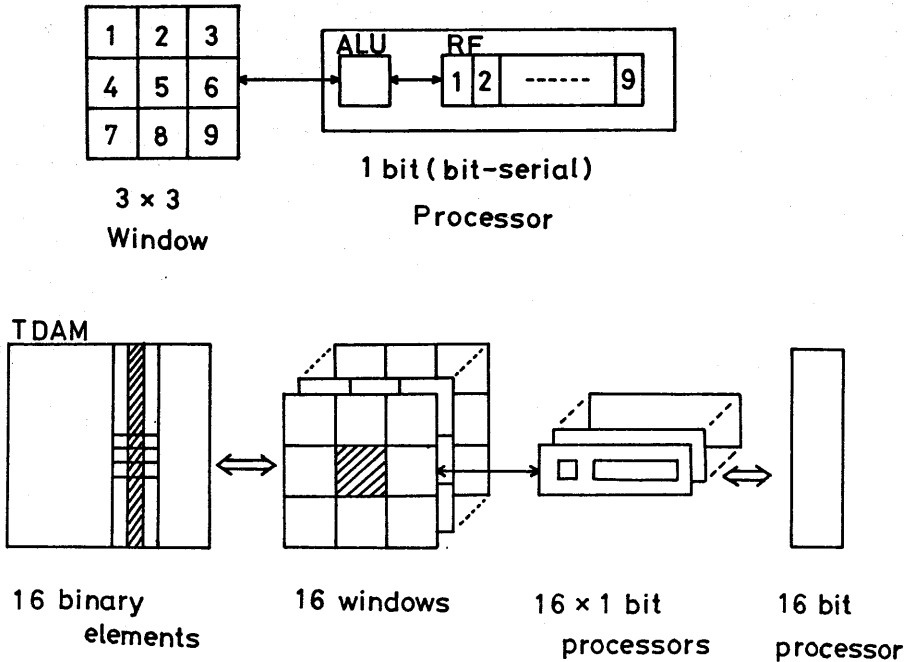 1 2 3
4 5 6
7 8 9
ALU
RF
1 2 ------ 9
3 × 3
Window
1 bit (bit-serial)
Processor
TDAM
16 binary
elements
16 windows
16 × 1 bit
processors
16 bit
processor